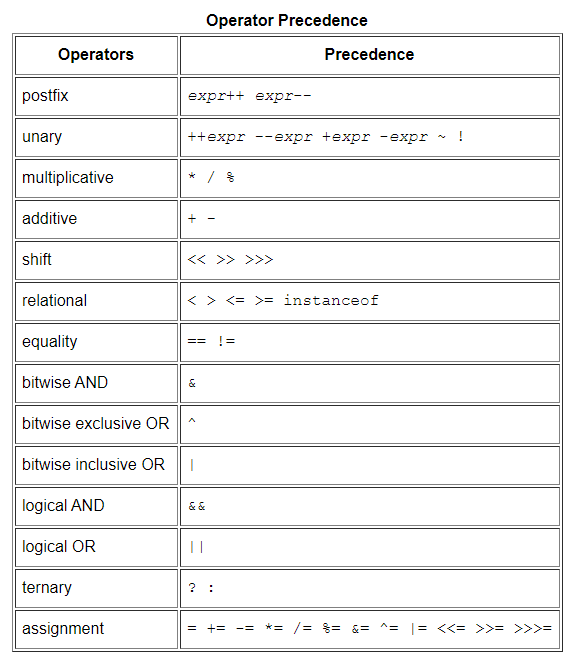 Operator Precedence
Operators Precedence
postfix expr++ expr--
unary ++expr --expr +expr -expr ~ !
multiplicative * / %
additive + -
shift << >> >>>
relational < > <= >= instanceof
equality == !=
bitwise AND &
bitwise exclusive OR ^
bitwise inclusive OR |
logical AND &&
logical OR ||
ternary ? :
assignment = += -= *= /= %= &= ^= |= <<= >>= >>>=